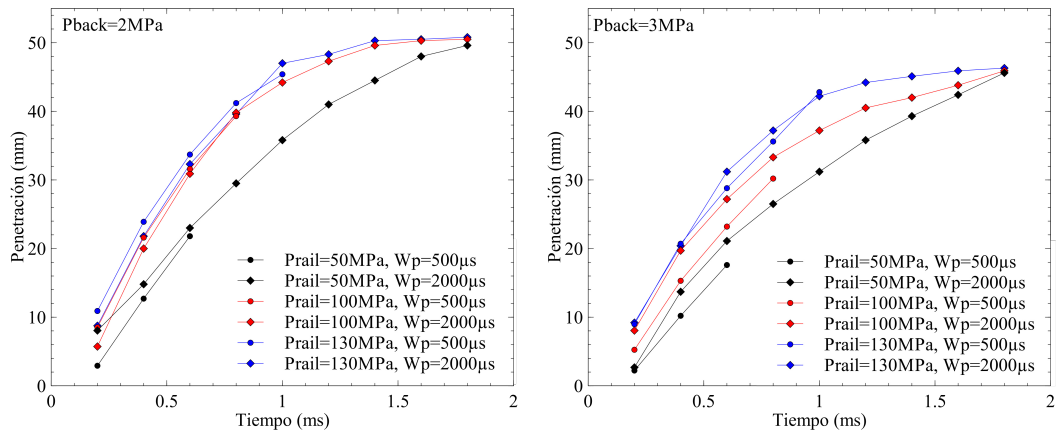 Pback=2MPa
50
40
30
20
10
0
Penetración (mm)
0
0.5
1
1.5
2
Tiempo (ms)
Prail=50MPa, Wp=500µs
Prail=50MPa, Wp=2000µs
Prail=100MPa, Wp=500µs
Prail=100MPa, Wp=2000µs
Prail=130MPa, Wp=500µs
Prail=130MPa, Wp=2000µs
Pback=3MPa
50
40
30
20
10
0
Penetración (mm)
0
0.5
1
1.5
2
Tiempo (ms)
Prail=50MPa, Wp=500µs
Prail=50MPa, Wp=2000µs
Prail=100MPa, Wp=500µs
Prail=100MPa, Wp=2000µs
Prail=130MPa, Wp=500µs
Prail=130MPa, Wp=2000µs